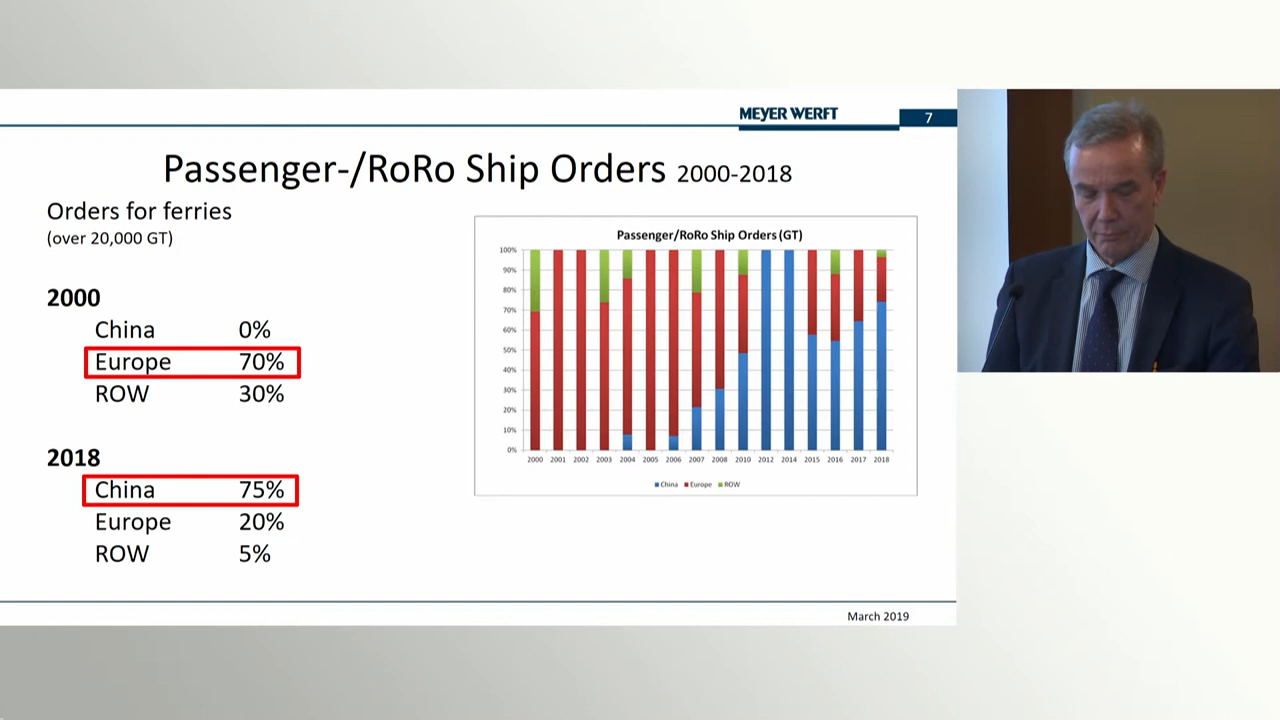 MEYER WERFT
7
Passenger-/RoRo Ship Orders 2000-2018
Orders for ferries
(over 20,000 GT)
2000
China 0%
Europe 70%
ROW 30%
2018
China 75%
Europe 20%
ROW 5%
Passenger/RoRo Ship Orders (GT)
100%
90%
80%
70%
60%
50%
40%
30%
20%
10%
0%
2000 2001 2002 2003 2004 2005 2006 2007 2008 2010 2012 2014 2015 2016 2017 2018
China Europe ROW
March 2019